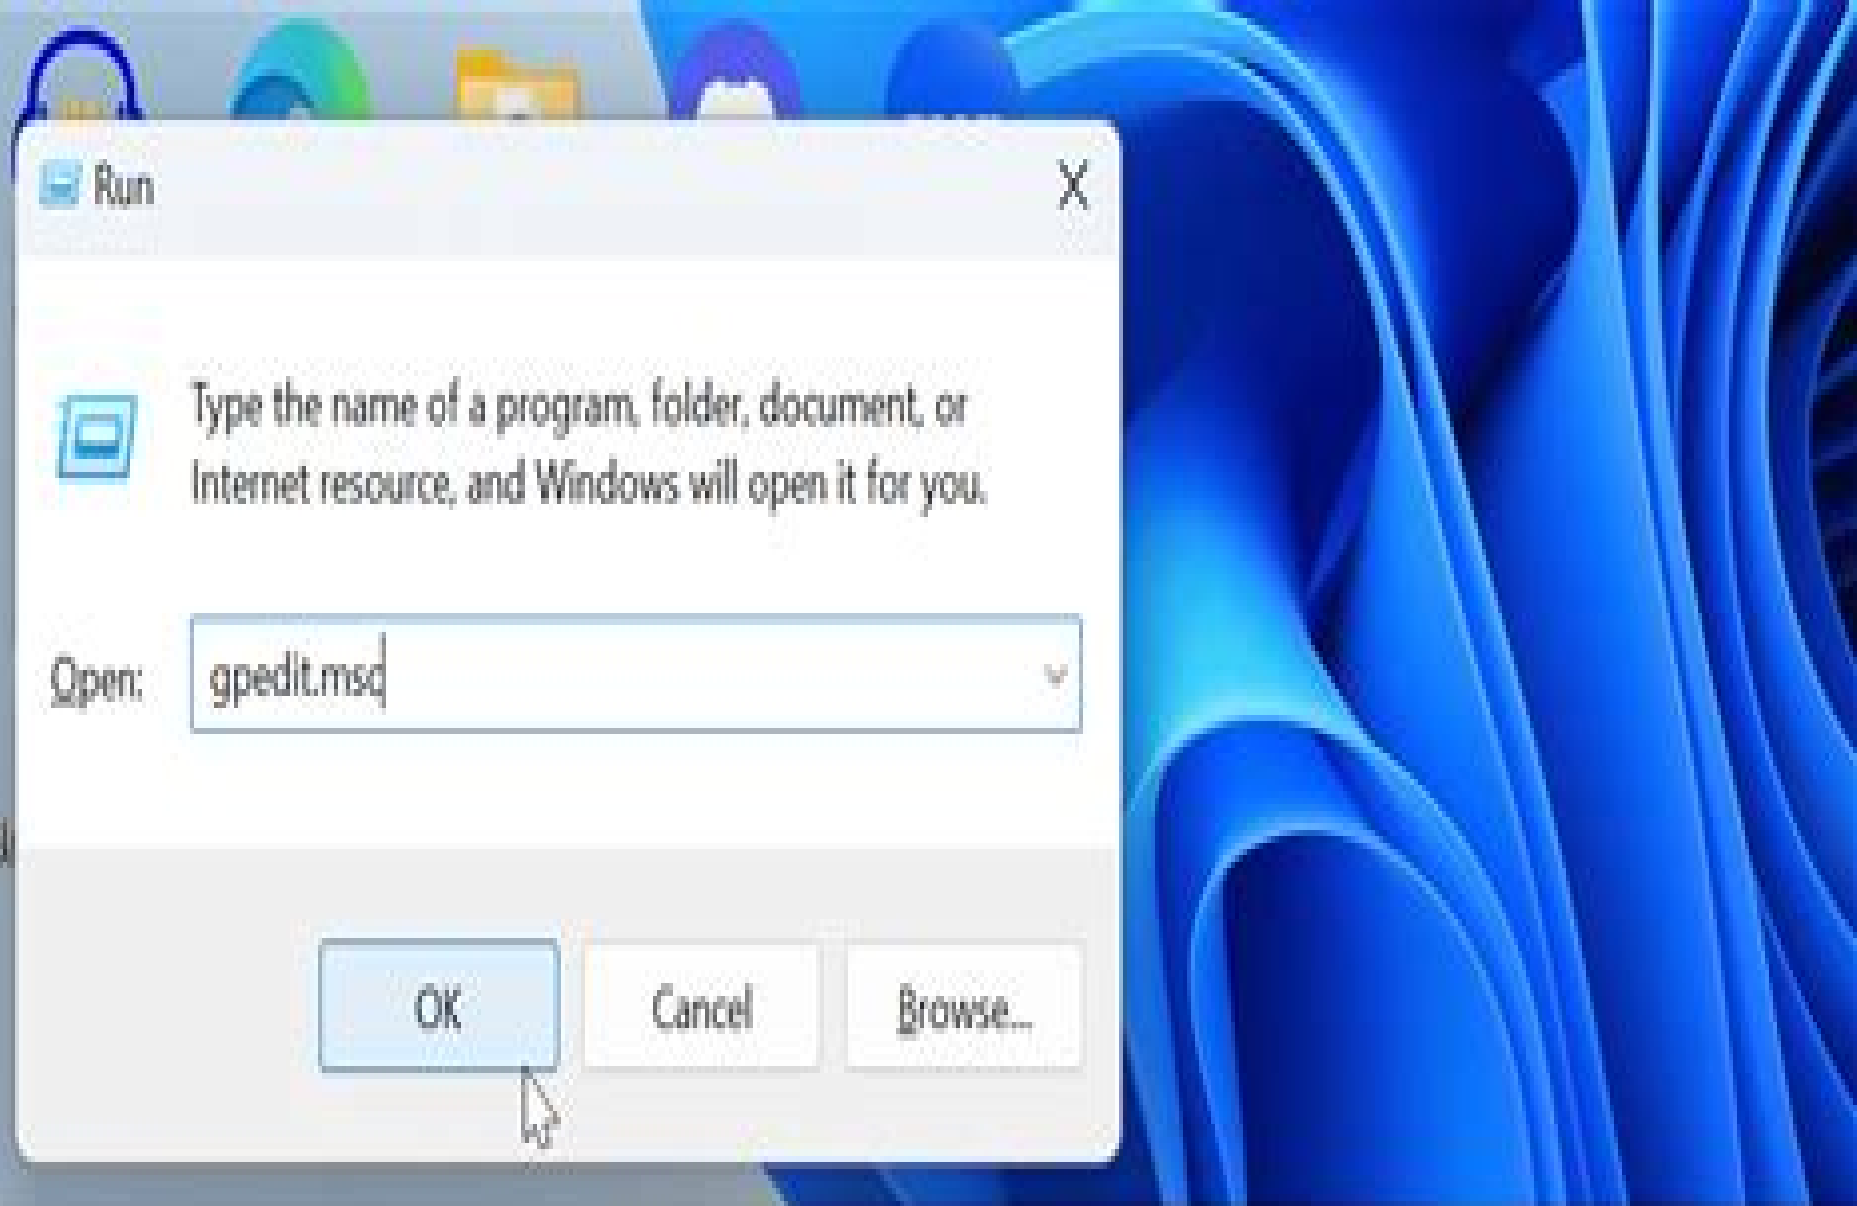 Run
X
Type the name of a program, folder, document, or
Internet resource, and Windows will open it for you.
Open: gpedit.msc
OK Cancel Browse...